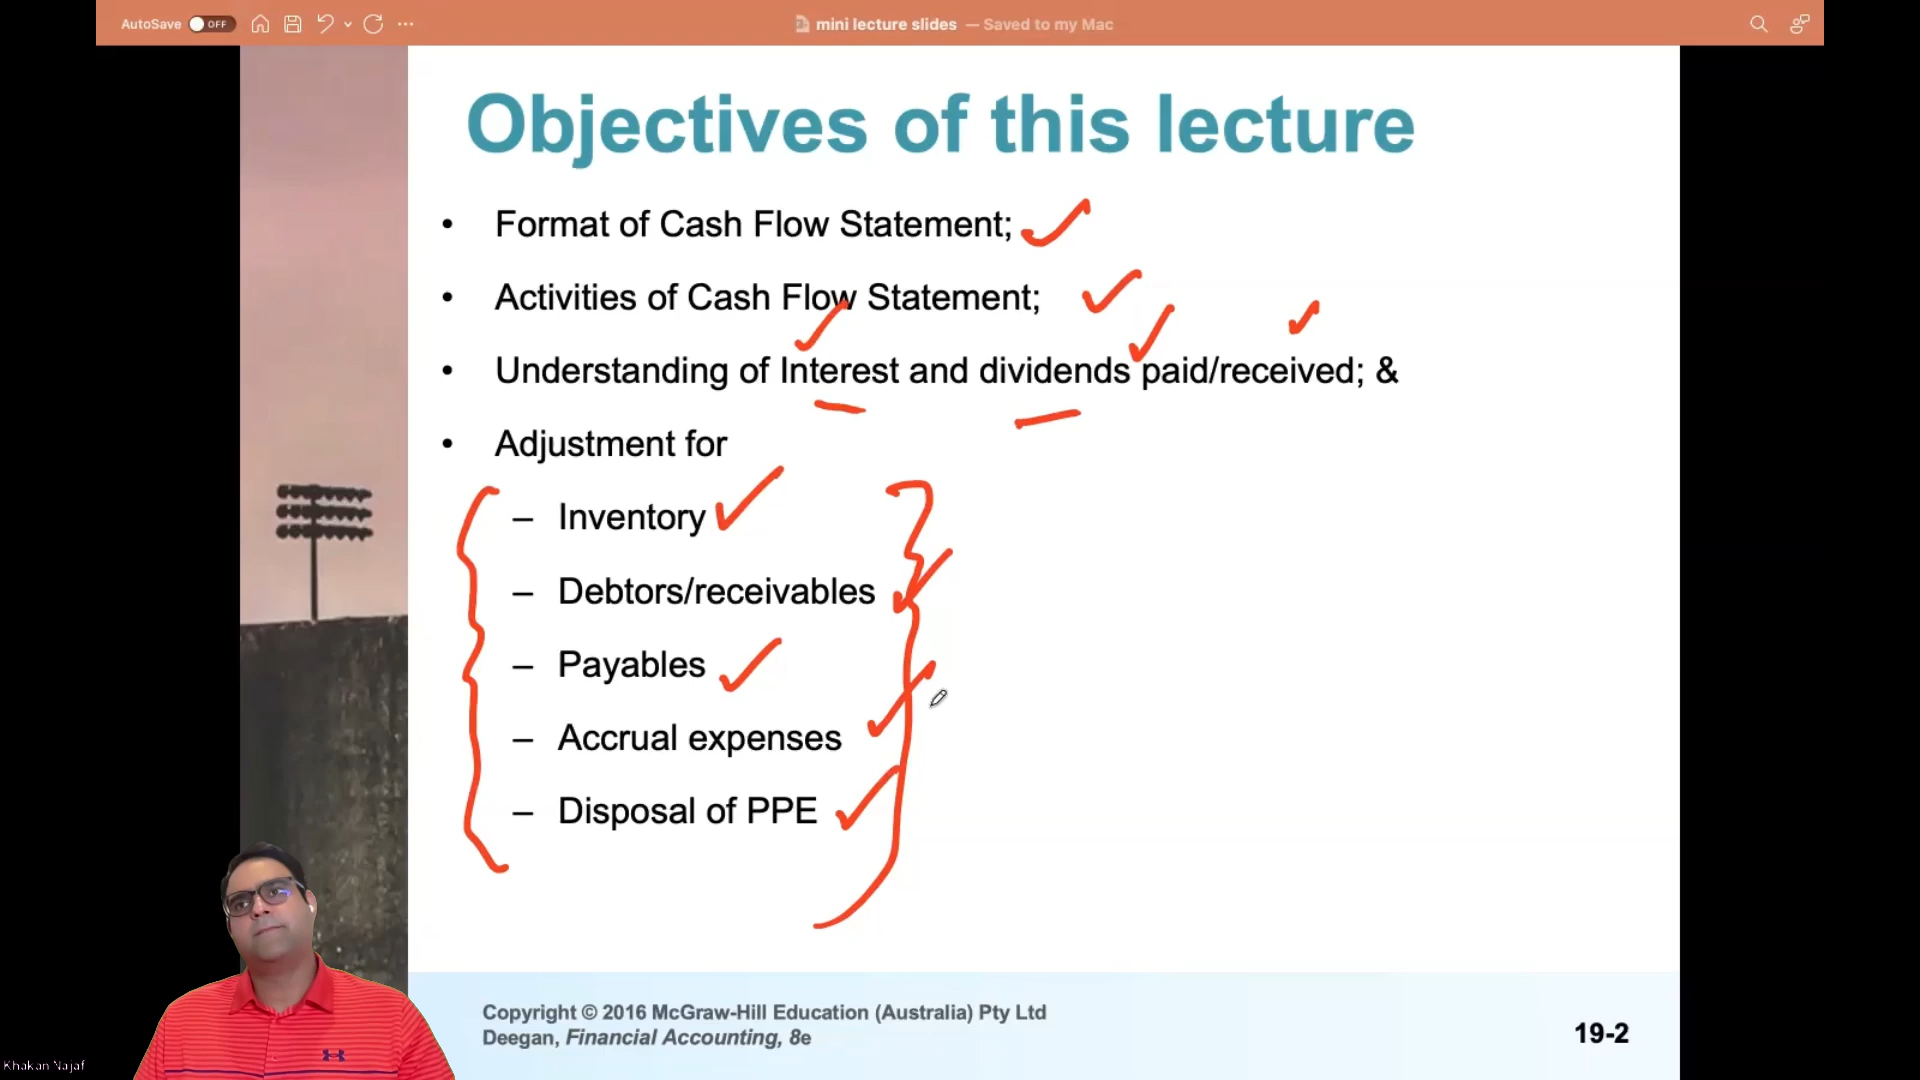 AutoSave OFF mini lecture slides — Saved to my Mac
Objectives of this lecture
• Format of Cash Flow Statement;
• Activities of Cash Flow Statement;
• Understanding of Interest and dividends paid/received; &
• Adjustment for
– Inventory
– Debtors/receivables
– Payables
– Accrual expenses
– Disposal of PPE
Copyright © 2016 McGraw-Hill Education (Australia) Pty Ltd
Deegan, Financial Accounting, 8e
19-2
Khakan Najaf